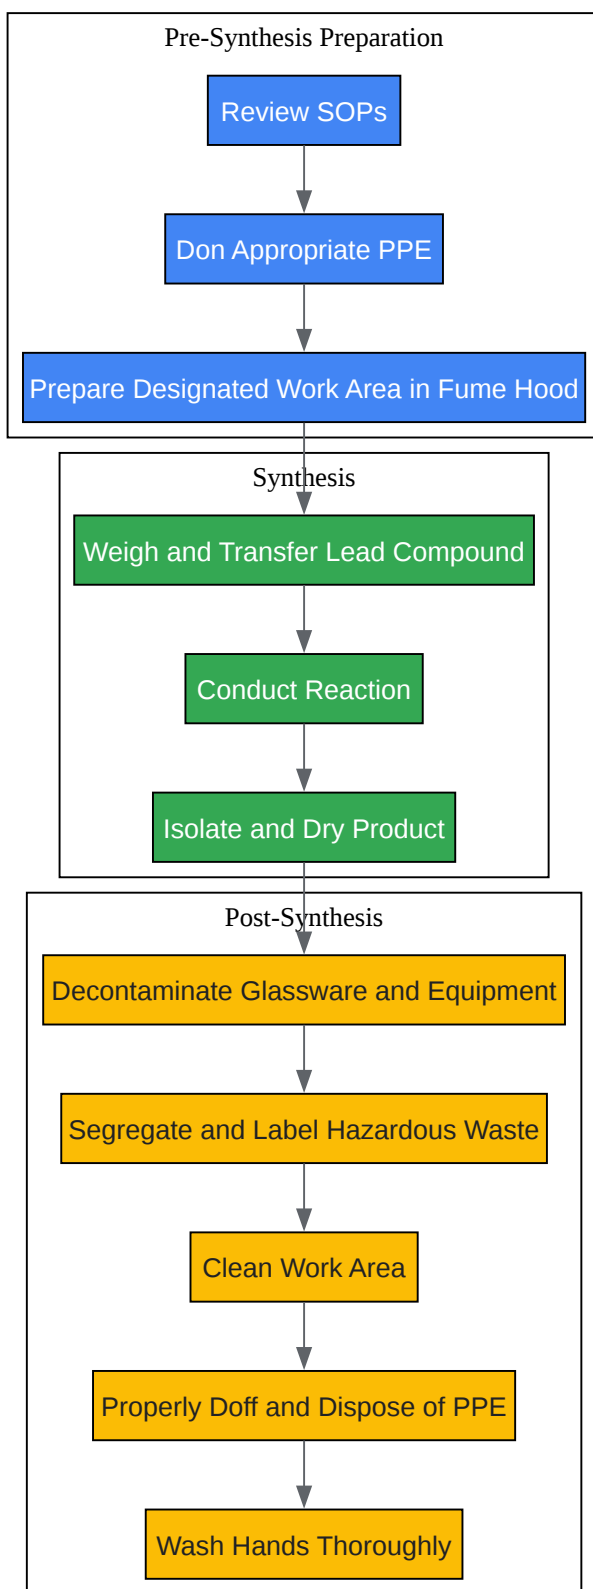 Pre-Synthesis Preparation
Review SOPs
Don Appropriate PPE
Prepare Designated Work Area in Fume Hood
Synthesis
Weigh and Transfer Lead Compound
Conduct Reaction
Isolate and Dry Product
Post-Synthesis
Decontaminate Glassware and Equipment
Segregate and Label Hazardous Waste
Clean Work Area
Properly Doff and Dispose of PPE
Wash Hands Thoroughly